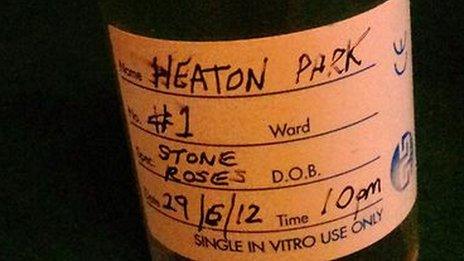 Name HEATON PARK
No. #1 Ward
Spec. STONE
ROSES D.O.B.
Date 29/6/12 Time 10pm
SINGLE IN VITRO USE ONLY
CE